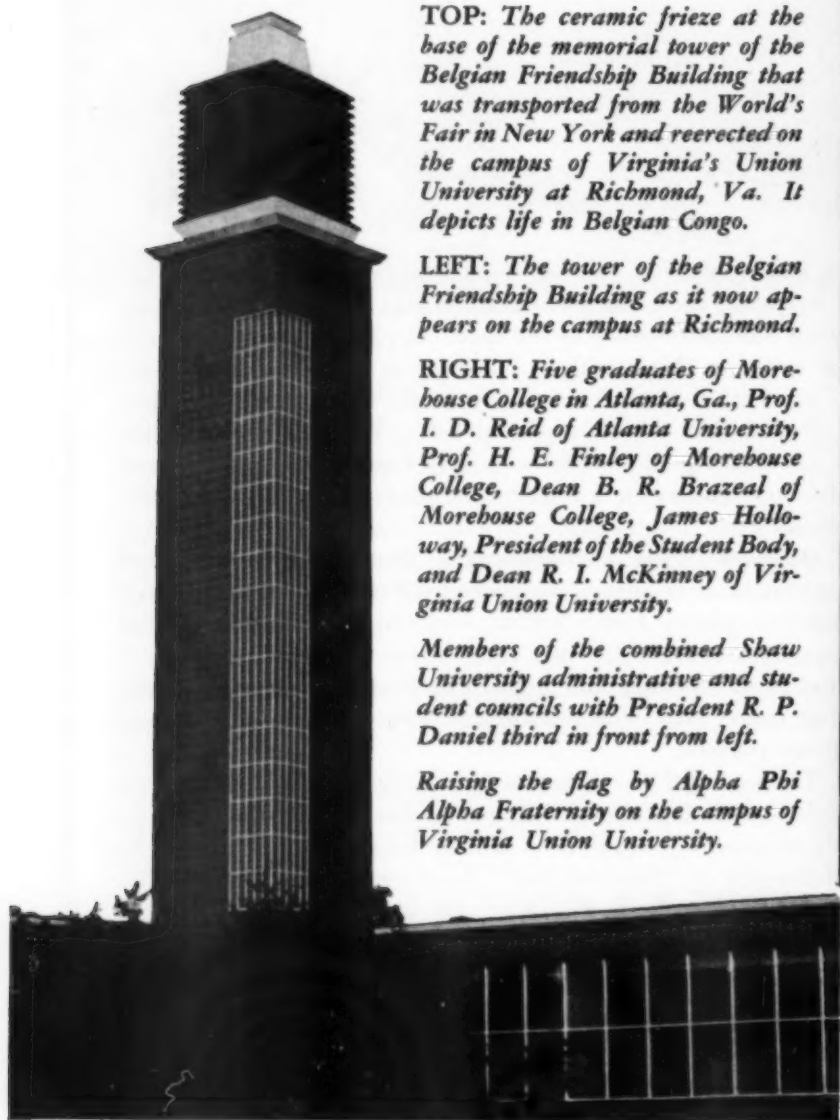 TOP: The ceramic frieze at the
base of the memorial tower of the
Belgian Friendship Building that
was transported from the World's
Fair in New York and reerected on
the campus of Virginia's Union
University at Richmond, Va. It
depicts life in Belgian Congo.
LEFT: The tower of the Belgian
Friendship Building as it now ap-
pears on the campus at Richmond.
RIGHT: Five graduates of More-
house College in Atlanta, Ga., Prof.
I. D. Reid of Atlanta University,
Prof. H. E. Finley of Morehouse
College, Dean B. R. Brazeal of
Morehouse College, James Hollo-
way, President of the Student Body,
and Dean R. I. McKinney of Vir-
ginia Union University.
Members of the combined Shaw
University administrative and stu-
dent councils with President R. P.
Daniel third in front from left.
Raising the flag by Alpha Phi
Alpha Fraternity on the campus of
Virginia Union University.